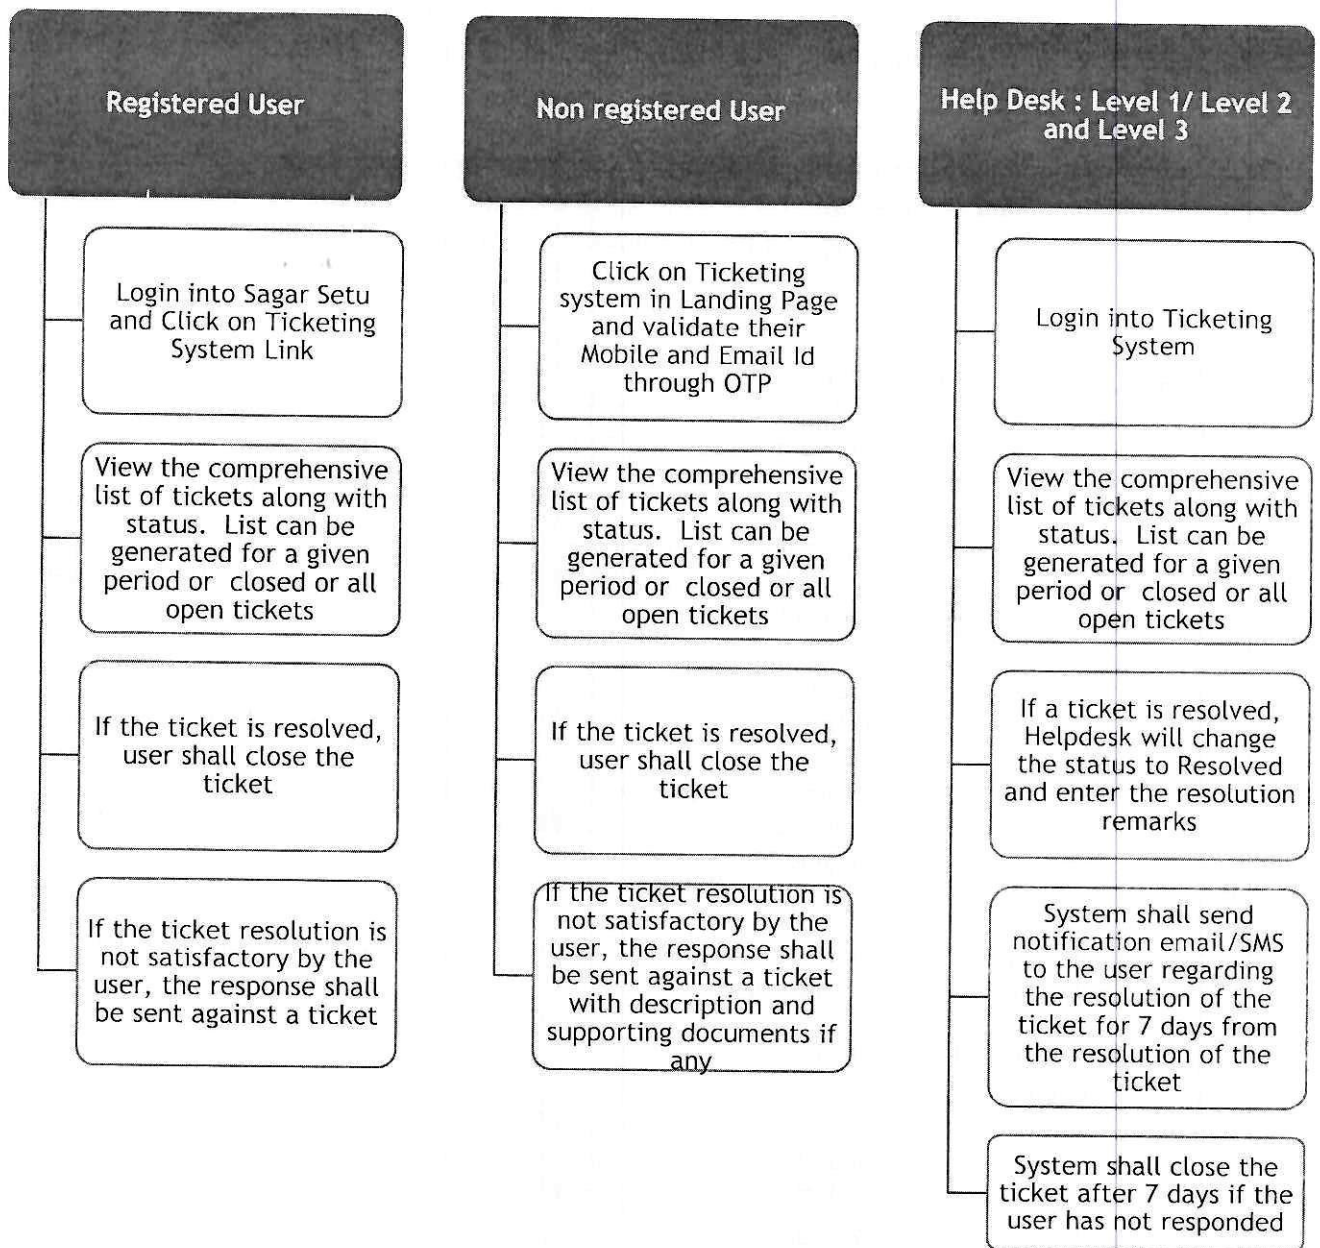 Registered User
Login into Sagar Setu
and Click on Ticketing
System Link
View the comprehensive
list of tickets along with
status. List can be
generated for a given
period or closed or all
open tickets
If the ticket is resolved,
user shall close the
ticket
If the ticket resolution is
not satisfactory by the
user, the response shall
be sent against a ticket
Non registered User
Click on Ticketing
system in Landing Page
and validate their
Mobile and Email Id
through OTP
View the comprehensive
list of tickets along with
status. List can be
generated for a given
period or closed or all
open tickets
If the ticket is resolved,
user shall close the
ticket
If the ticket resolution is
not satisfactory by the
user, the response shall
be sent against a ticket
with description and
supporting documents if
any
Help Desk : Level 1/ Level 2
and Level 3
Login into Ticketing
System
View the comprehensive
list of tickets along with
status. List can be
generated for a given
period or closed or all
open tickets
If a ticket is resolved,
Helpdesk will change
the status to Resolved
and enter the resolution
remarks
System shall send
notification email/SMS
to the user regarding
the resolution of the
ticket for 7 days from
the resolution of the
ticket
System shall close the
ticket after 7 days if the
user has not responded